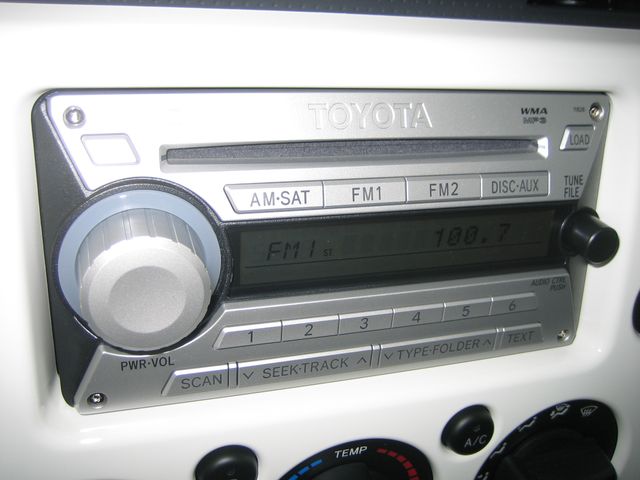 TOYOTA
WMA
MP3
LOAD
AM·SAT FM1 FM2 DISC·AUX
TUNE
FILE
FM1 ST 100.7
AUDIO CTRL
PUSH
1 2 3 4 5 6
PWR·VOL
SCAN ∨ SEEK·TRACK ∧ ∨ TYPE·FOLDER ∧ TEXT
TEMP
A/C